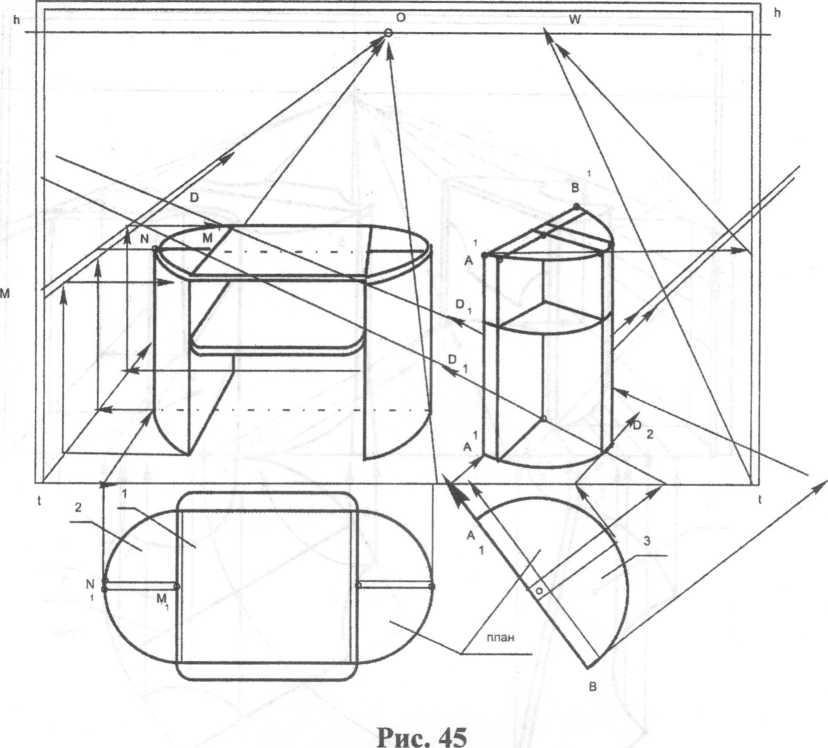 h O W h
D B 1
N M A 1
M
D 1
D 1
A 1 D 2
t t
2 1
A 1 3
N 1 M 1 O
план
B
Рис. 45